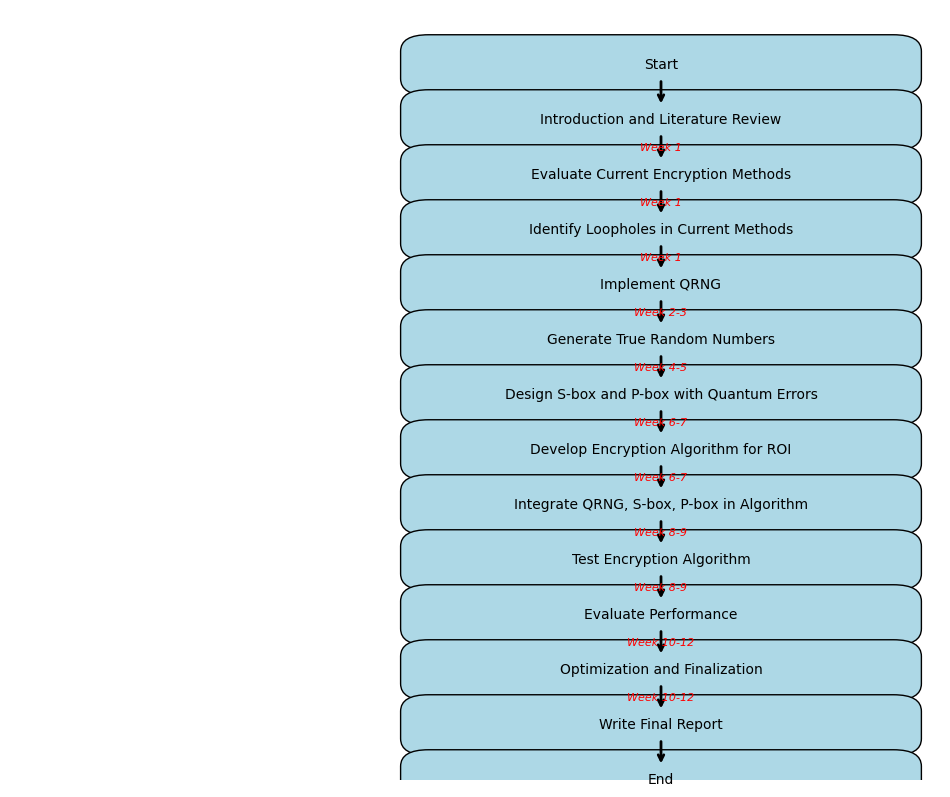 Start
Introduction and Literature Review
Week 1
Evaluate Current Encryption Methods
Week 1
Identify Loopholes in Current Methods
Week 1
Implement QRNG
Week 2-3
Generate True Random Numbers
Week 4-5
Design S-box and P-box with Quantum Errors
Week 6-7
Develop Encryption Algorithm for ROI
Week 6-7
Integrate QRNG, S-box, P-box in Algorithm
Week 8-9
Test Encryption Algorithm
Week 8-9
Evaluate Performance
Week 10-12
Optimization and Finalization
Week 10-12
Write Final Report
End